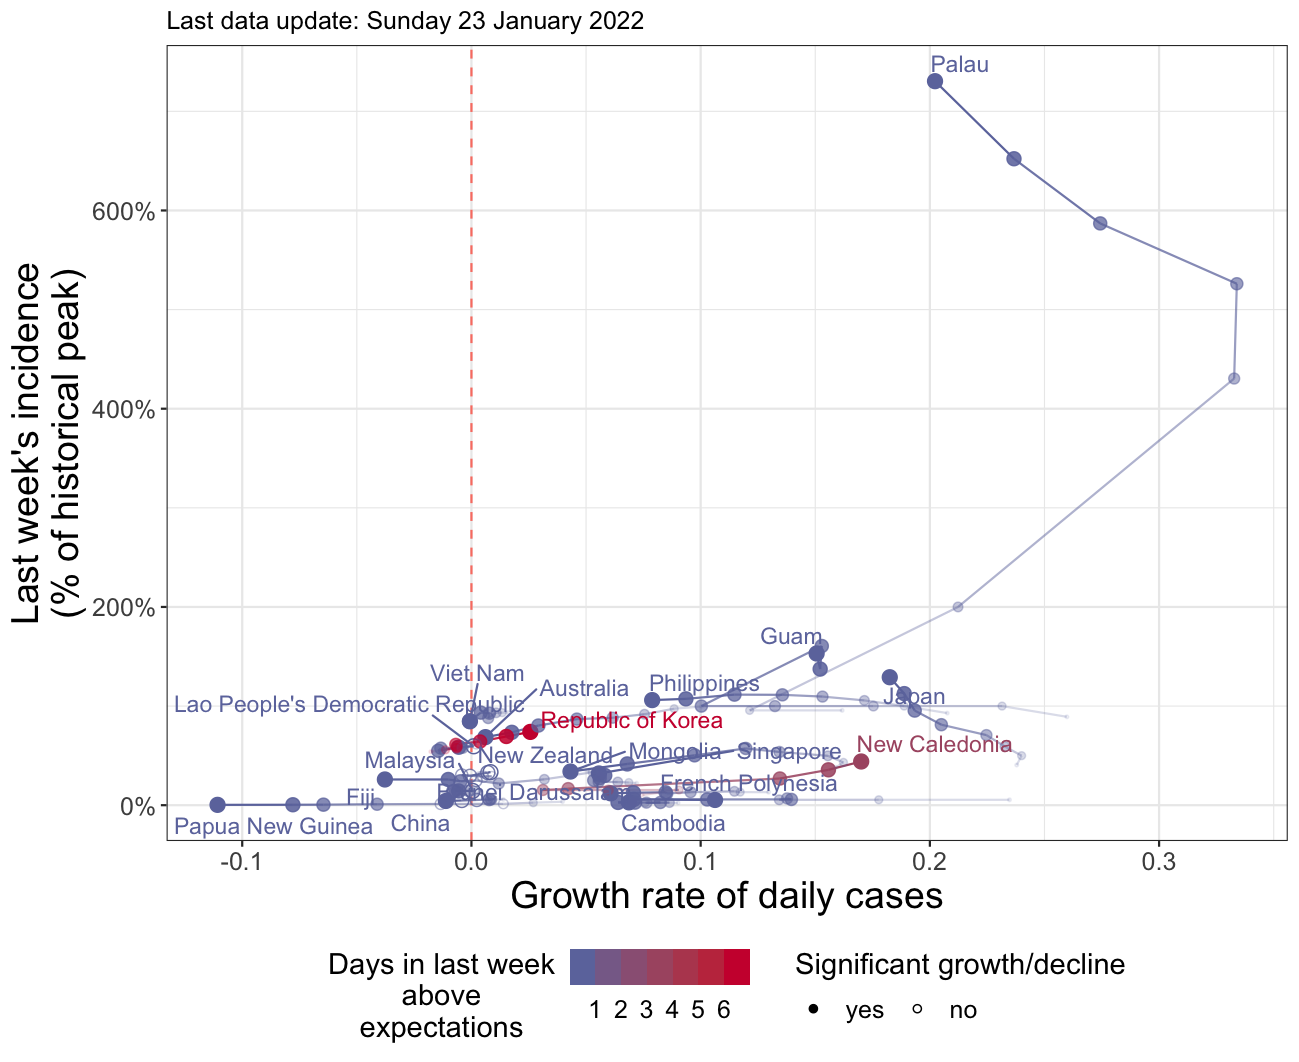 Last data update: Sunday 23 January 2022
Last week's incidence
(% of historical peak)
600%
400%
200%
0%
Palau
Guam
Viet Nam
Philippines
Australia
Lao People's Democratic Republic
Japan
Republic of Korea
New Caledonia
Malaysia
New Zealand
Mongolia
Singapore
French Polynesia
Fiji
Darussalam
Papua New Guinea
China
Cambodia
-0.1
0.0
0.1
0.2
0.3
Growth rate of daily cases
Days in last week
above
expectations
1 2 3 4 5 6
Significant growth/decline
yes
no